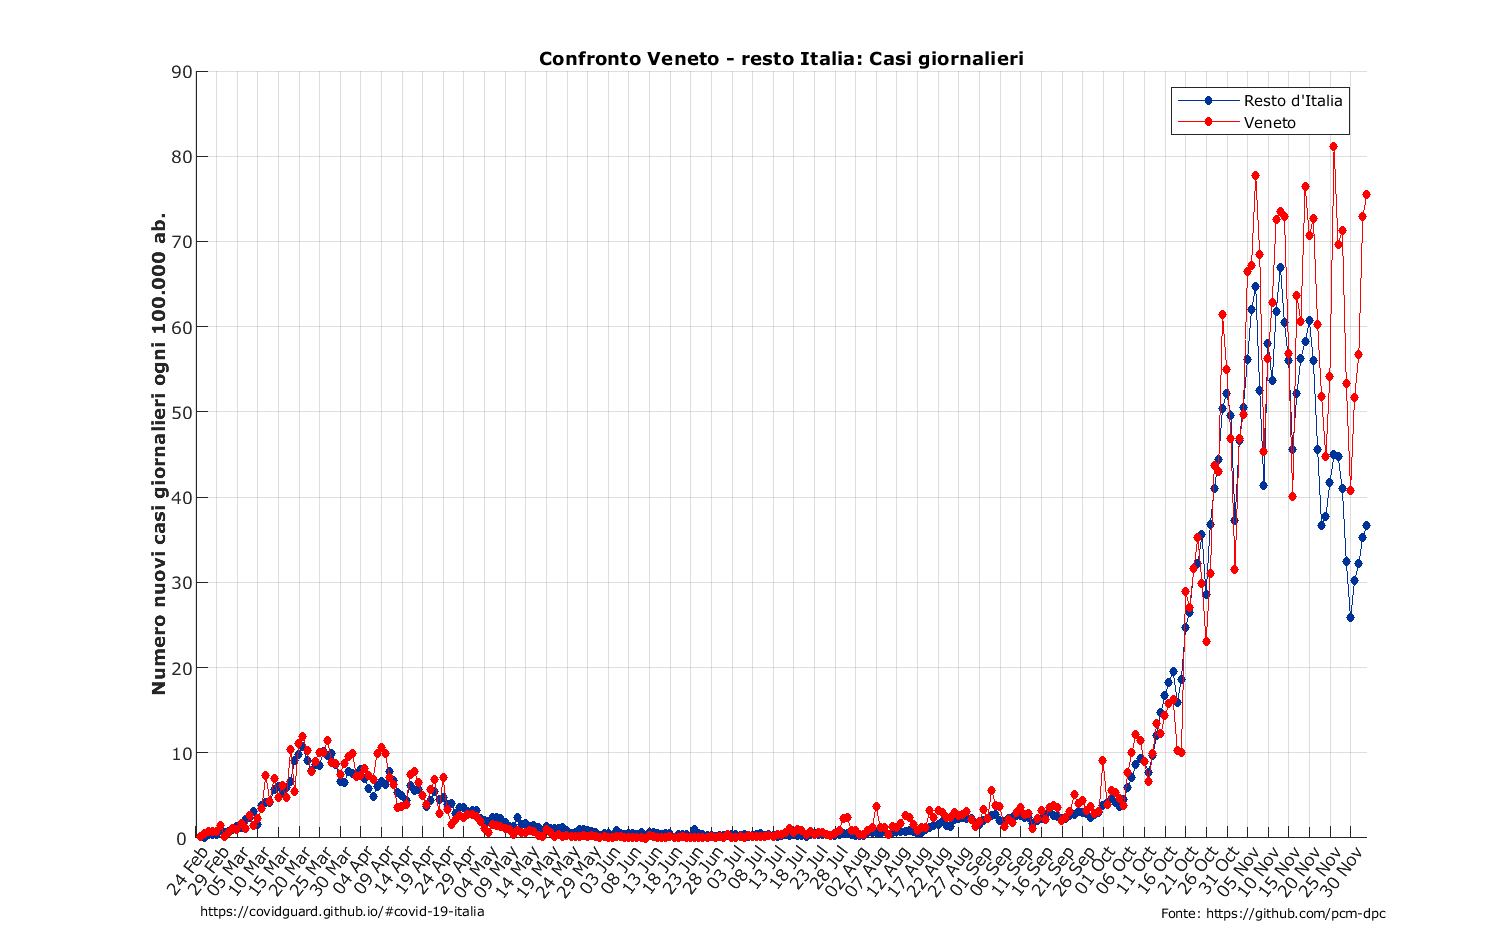 Confronto Veneto - resto Italia: Casi giornalieri
Numero nuovi casi giornalieri ogni 100.000 ab.
90
80
70
60
50
40
30
20
10
0
Resto d'Italia
Veneto
24 Feb
29 Feb
05 Mar
10 Mar
15 Mar
20 Mar
25 Mar
30 Mar
04 Apr
09 Apr
14 Apr
19 Apr
24 Apr
29 Apr
04 May
09 May
14 May
19 May
24 May
29 May
03 Jun
08 Jun
13 Jun
18 Jun
23 Jun
28 Jun
03 Jul
08 Jul
13 Jul
18 Jul
23 Jul
28 Jul
02 Aug
07 Aug
12 Aug
17 Aug
22 Aug
27 Aug
01 Sep
06 Sep
11 Sep
16 Sep
21 Sep
26 Sep
01 Oct
06 Oct
11 Oct
16 Oct
21 Oct
26 Oct
31 Oct
05 Nov
10 Nov
15 Nov
20 Nov
25 Nov
30 Nov
https://covidguard.github.io/#covid-19-italia
Fonte: https://github.com/pcm-dpc